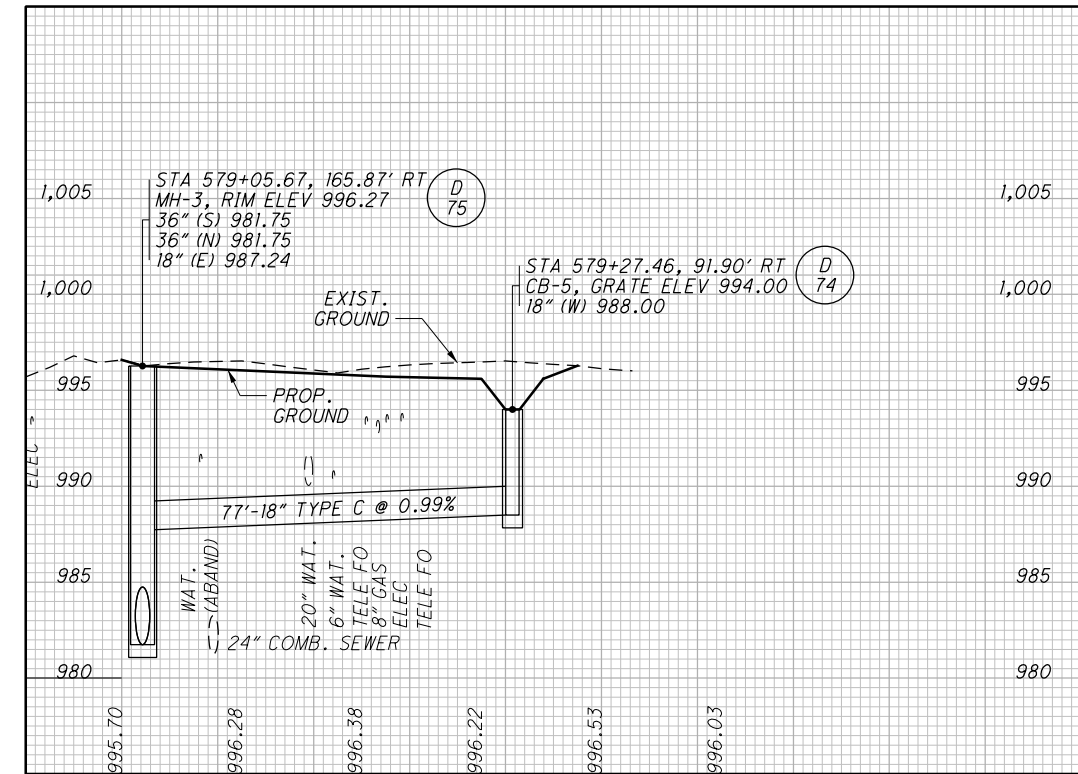 STA 579+05.67, 165.87' RT
MH-3, RIM ELEV 996.27
36" (S) 981.75
36" (N) 981.75
18" (E) 987.24
D
75
STA 579+27.46, 91.90' RT
CB-5, GRATE ELEV 994.00
18" (W) 988.00
D
74
1,005
1,005
1,000
1,000
EXIST.
GROUND
995
995
PROP.
GROUND
ELEC
990
990
77'-18" TYPE C @ 0.99%
985
985
WAT.
(ABAND)
20" WAT.
6" WAT.
TELE FO
8" GAS
ELEC
TELE FO
24" COMB. SEWER
980
980
995.70
996.28
996.38
996.22
996.53
996.03